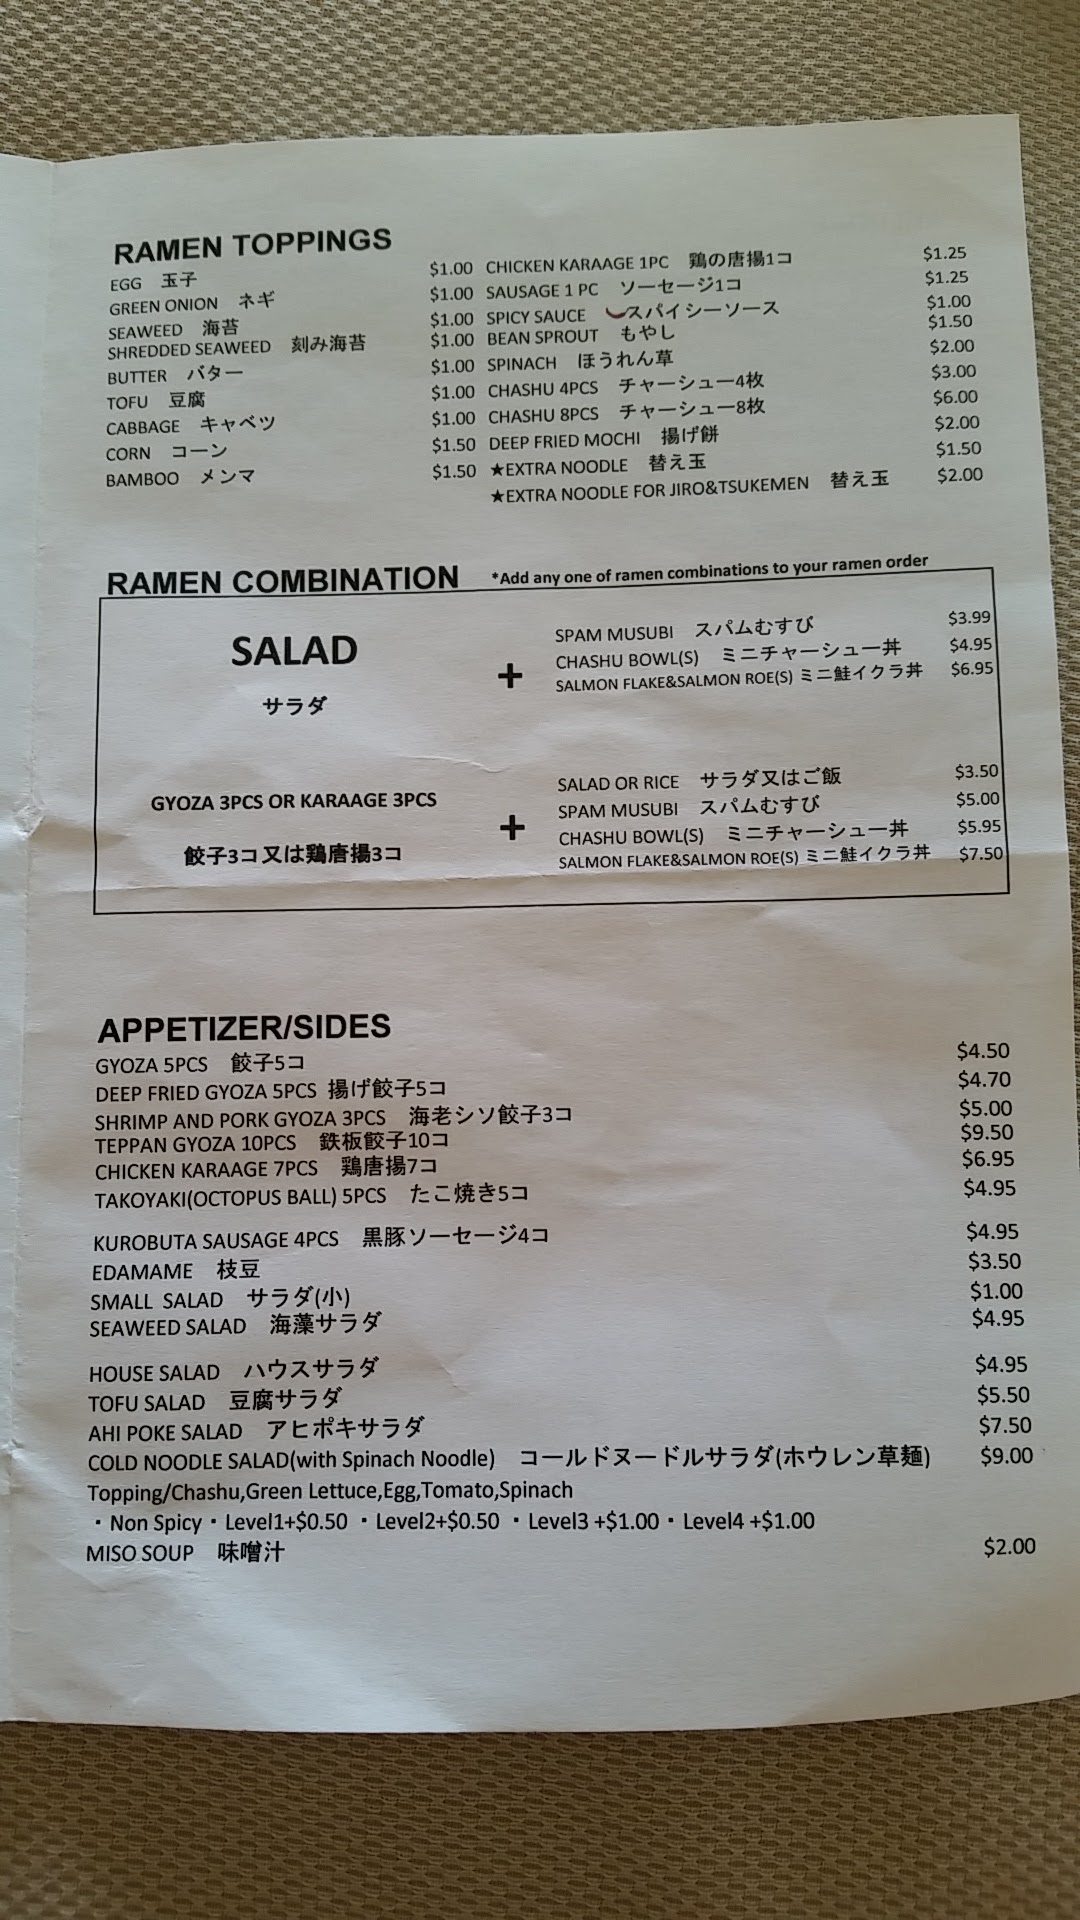 RAMEN TOPPINGS
EGG 玉子 $1.00
GREEN ONION ネギ $1.00
SEAWEED 海苔 $1.00
SHREDDED SEAWEED 刻み海苔 $1.00
BUTTER バター $1.00
TOFU 豆腐 $1.00
CABBAGE キャベツ $1.00
CORN コーン $1.50
BAMBOO メンマ $1.50
CHICKEN KARAAGE 1PC 鶏の唐揚1コ $1.25
SAUSAGE 1 PC ソーセージ1コ $1.25
SPICY SAUCE スパイシーソース $1.00
BEAN SPROUT もやし $1.50
SPINACH ほうれん草 $2.00
CHASHU 4PCS チャーシュー4枚 $3.00
CHASHU 8PCS チャーシュー8枚 $6.00
DEEP FRIED MOCHI 揚げ餅 $2.00
★EXTRA NOODLE 替え玉 $1.50
★EXTRA NOODLE FOR JIRO&TSUKEMEN 替え玉 $2.00
RAMEN COMBINATION *Add any one of ramen combinations to your ramen order
SALAD
サラダ
+
SPAM MUSUBI スパムむすび $3.99
CHASHU BOWL(S) ミニチャーシュー丼 $4.95
SALMON FLAKE&SALMON ROE(S) ミニ鮭イクラ丼 $6.95
GYOZA 3PCS OR KARAAGE 3PCS
餃子3コ又は鶏唐揚3コ
+
SALAD OR RICE サラダ又はご飯 $3.50
SPAM MUSUBI スパムむすび $5.00
CHASHU BOWL(S) ミニチャーシュー丼 $5.95
SALMON FLAKE&SALMON ROE(S) ミニ鮭イクラ丼 $7.50
APPETIZER/SIDES
GYOZA 5PCS 餃子5コ $4.50
DEEP FRIED GYOZA 5PCS 揚げ餃子5コ $4.70
SHRIMP AND PORK GYOZA 3PCS 海老シソ餃子3コ $5.00
TEPPAN GYOZA 10PCS 鉄板餃子10コ $9.50
CHICKEN KARAAGE 7PCS 鶏唐揚7コ $6.95
TAKOYAKI(OCTOPUS BALL) 5PCS たこ焼き5コ $4.95
KUROBUTA SAUSAGE 4PCS 黒豚ソーセージ4コ $4.95
EDAMAME 枝豆 $3.50
SMALL SALAD サラダ(小) $1.00
SEAWEED SALAD 海藻サラダ $4.95
HOUSE SALAD ハウスサラダ $4.95
TOFU SALAD 豆腐サラダ $5.50
AHI POKE SALAD アヒポキサラダ $7.50
COLD NOODLE SALAD(with Spinach Noodle) コールドヌードルサラダ(ホウレン草麺) $9.00
Topping/Chashu,Green Lettuce,Egg,Tomato,Spinach
・Non Spicy・Level1+$0.50 ・Level2+$0.50 ・Level3 +$1.00・Level4 +$1.00
MISO SOUP 味噌汁 $2.00